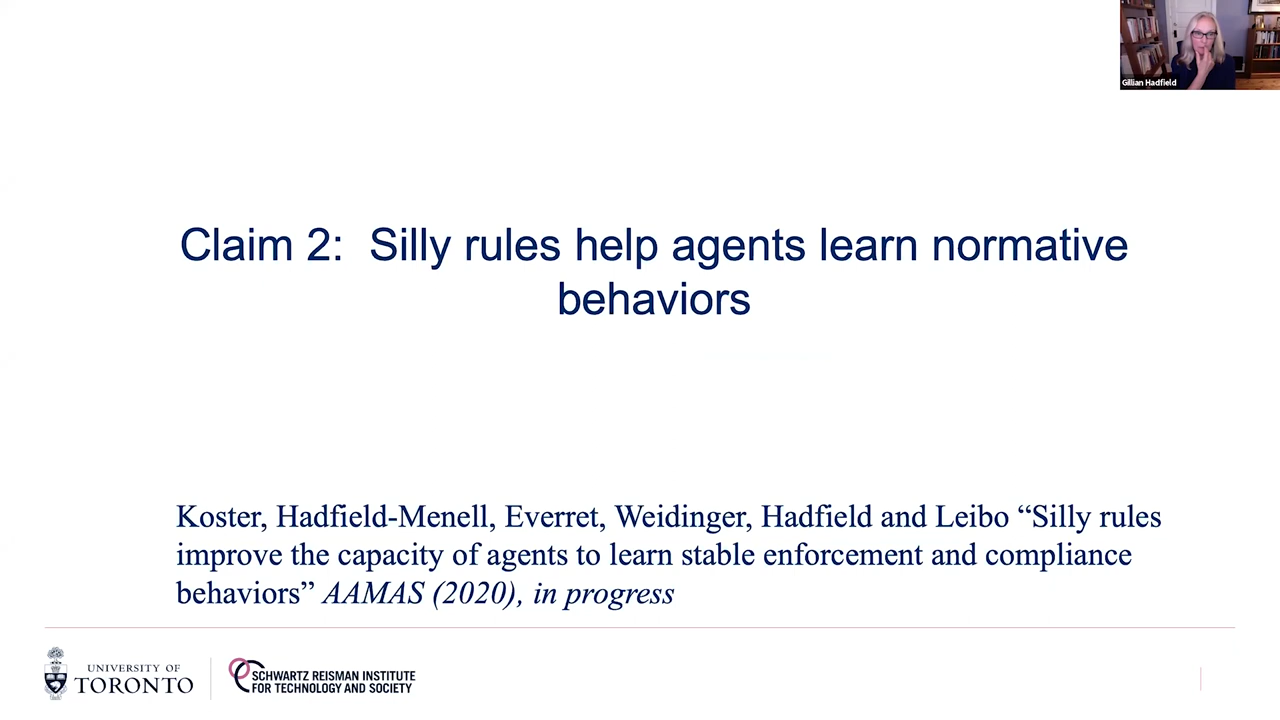 Gillian Hadfield
Claim 2:  Silly rules help agents learn normative
behaviors
Koster, Hadfield-Menell, Everret, Weidinger, Hadfield and Leibo “Silly rules
improve the capacity of agents to learn stable enforcement and compliance
behaviors” AAMAS (2020), in progress
UNIVERSITY OF
TORONTO
SCHWARTZ REISMAN INSTITUTE
FOR TECHNOLOGY AND SOCIETY